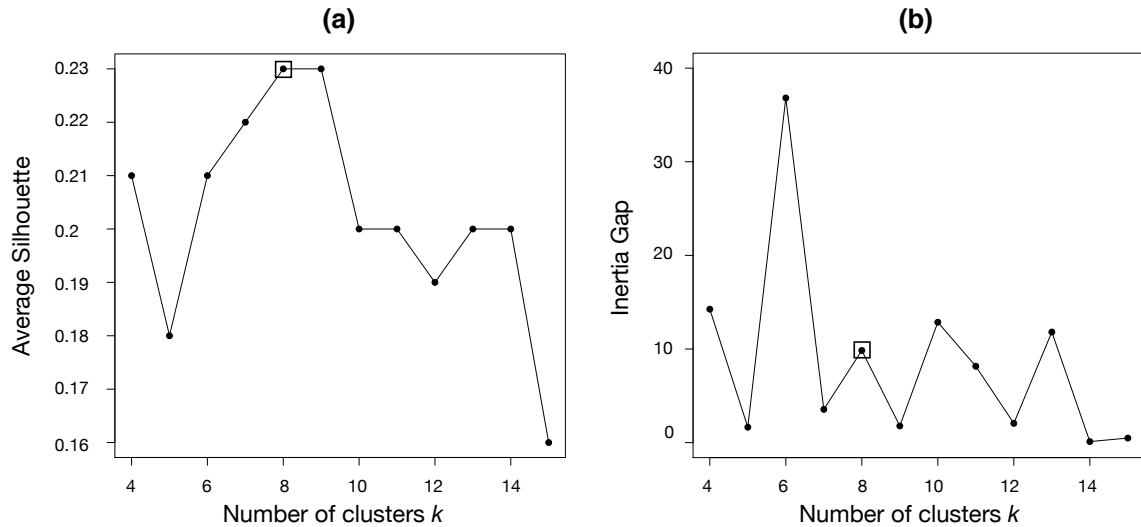 (a)
Average Silhouette
0.23
0.22
0.21
0.2
0.19
0.18
0.17
0.16
4 6 8 10 12 14
Number of clusters k
(b)
Inertia Gap
40
30
20
10
0
4 6 8 10 12 14
Number of clusters k